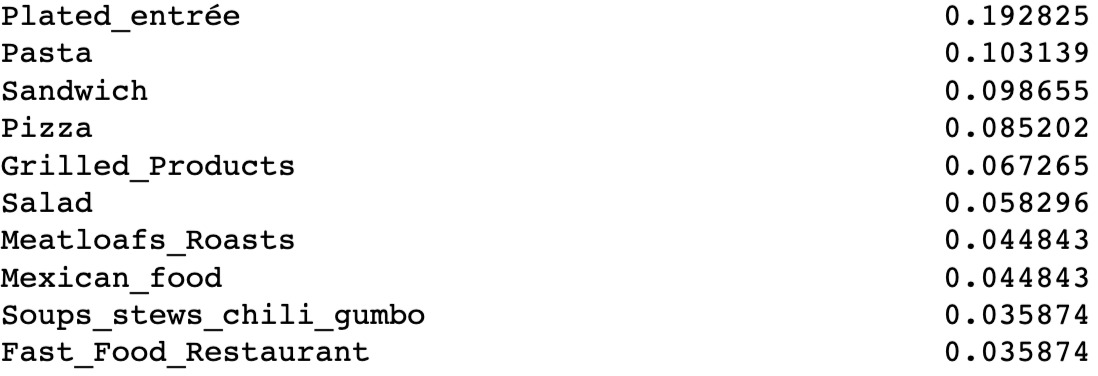 Plated_entrée 0.192825
Pasta 0.103139
Sandwich 0.098655
Pizza 0.085202
Grilled_Products 0.067265
Salad 0.058296
Meatloafs_Roasts 0.044843
Mexican_food 0.044843
Soups_stews_chili_gumbo 0.035874
Fast_Food_Restaurant 0.035874